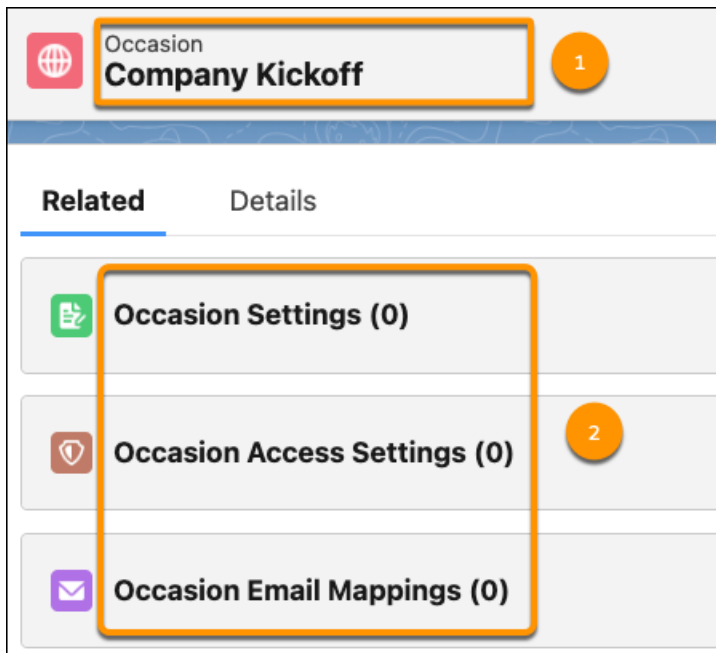 Occasion
Company Kickoff
1
Related Details
Occasion Settings (0)
Occasion Access Settings (0)
2
Occasion Email Mappings (0)